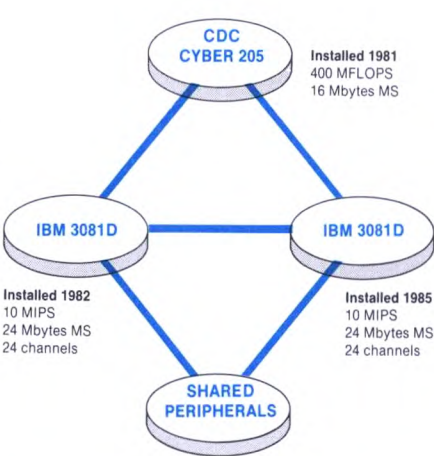 CDC
CYBER 205
Installed 1981
400 MFLOPS
16 Mbytes MS
IBM 3081D
IBM 3081D
Installed 1982
10 MIPS
24 Mbytes MS
24 channels
Installed 1985
10 MIPS
24 Mbytes MS
24 channels
SHARED
PERIPHERALS